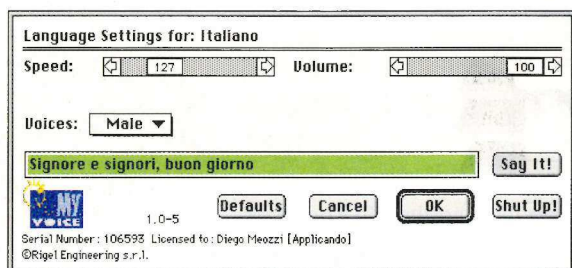 Language Settings for: Italiano
Speed: 127 Volume: 100
Voices: Male
Signore e signori, buon giorno
Say It!
MY VOICE
1.0-5
Defaults Cancel OK Shut Up!
Serial Number: 106593 Licensed to: Diego Meozzi [Applicando]
©Rigel Engineering s.r.l.